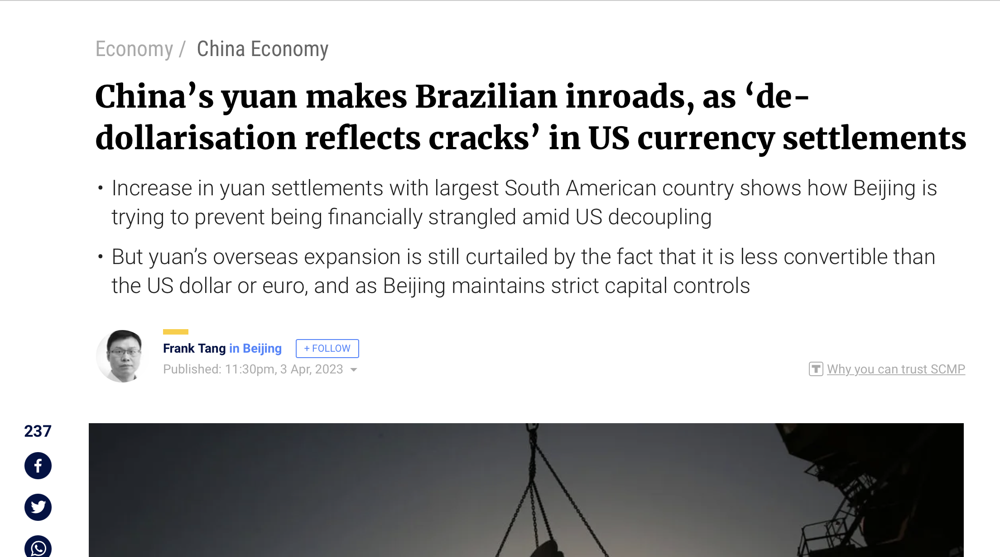 Economy / China Economy
China’s yuan makes Brazilian inroads, as ‘de-
dollarisation reflects cracks’ in US currency settlements
• Increase in yuan settlements with largest South American country shows how Beijing is
trying to prevent being financially strangled amid US decoupling
• But yuan’s overseas expansion is still curtailed by the fact that it is less convertible than
the US dollar or euro, and as Beijing maintains strict capital controls
Frank Tang in Beijing + FOLLOW
Published: 11:30pm, 3 Apr, 2023
T Why you can trust SCMP
237